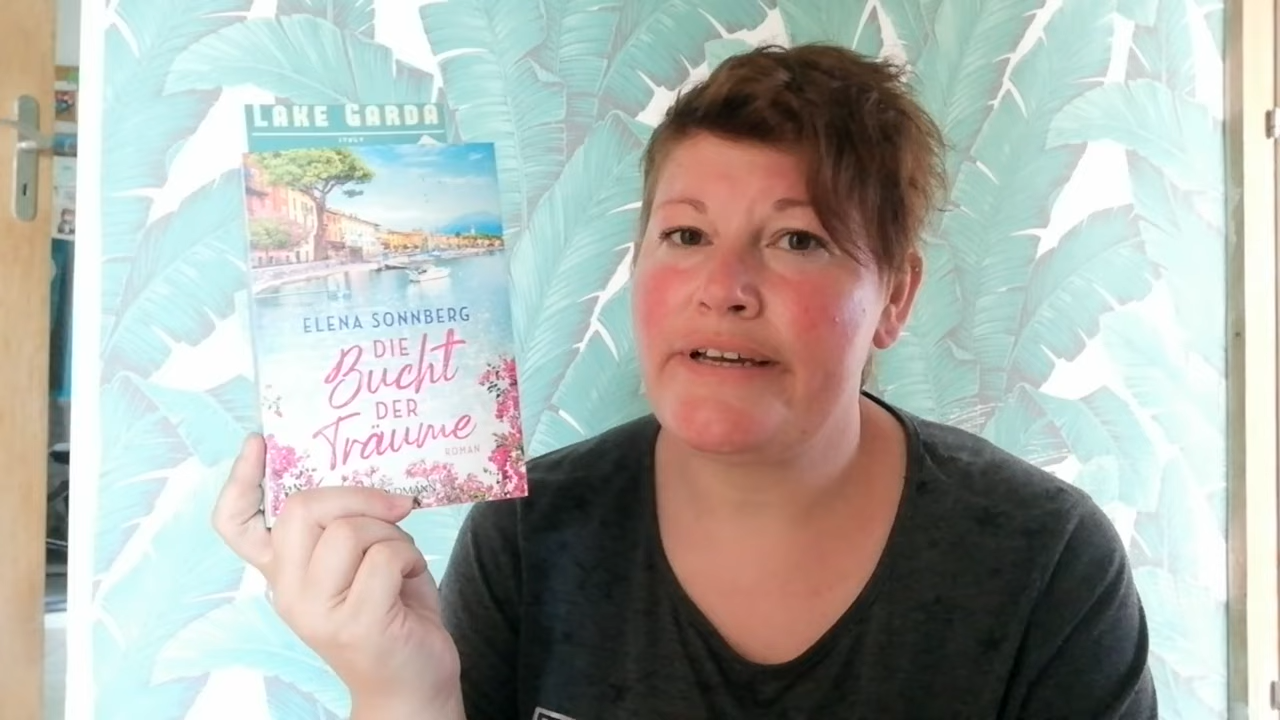 LAKE GARDA
ITALY
ELENA SONNBERG
DIE
Bucht
DER
Träume
ROMAN